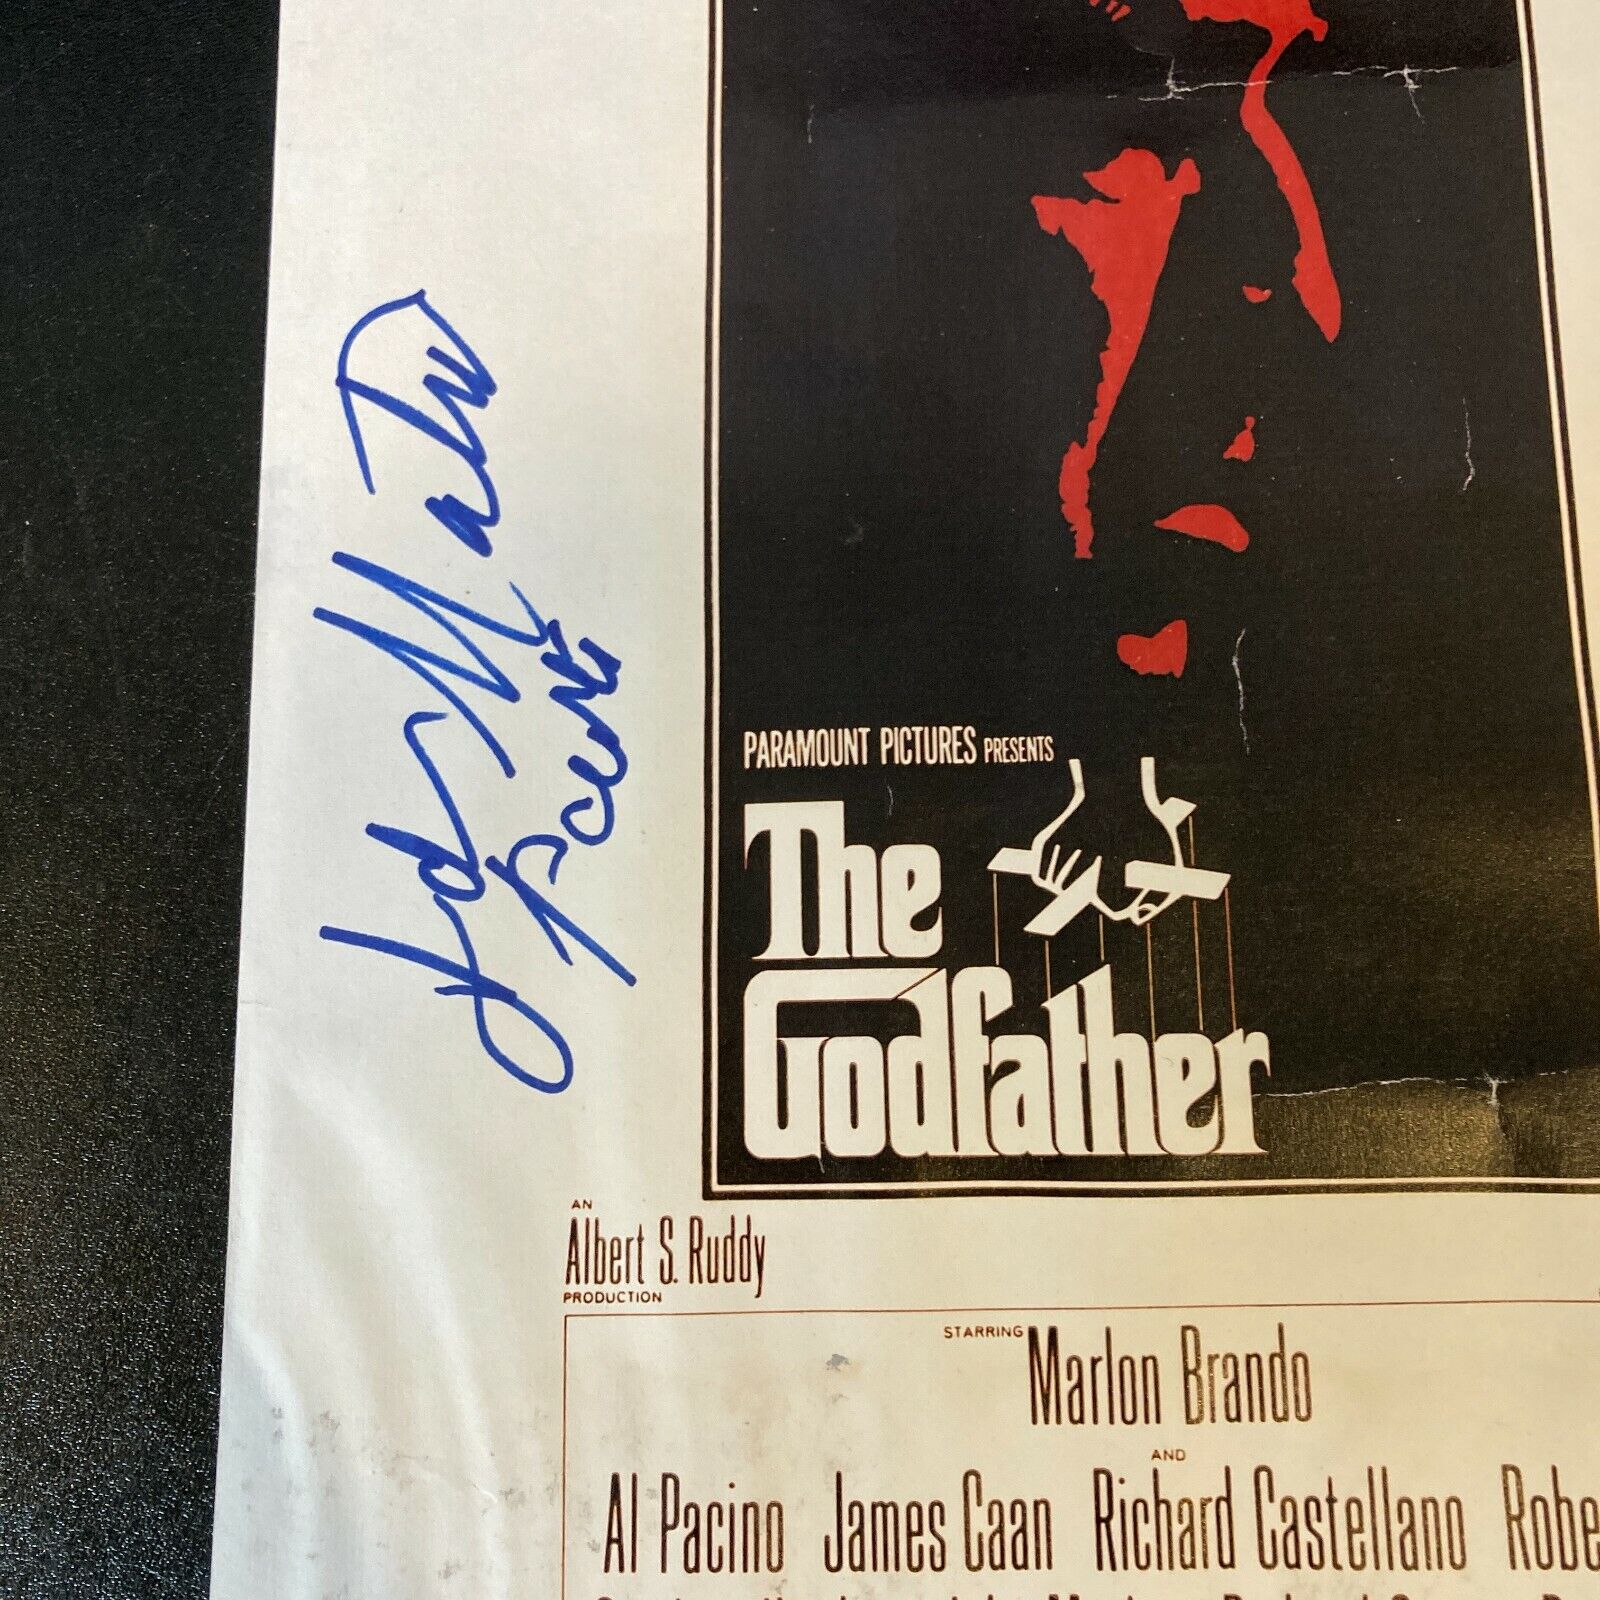 PARAMOUNT PICTURES PRESENTS
The
Godfather
AN
Albert S. Ruddy
PRODUCTION
STARRING Marlon Brando
AND
Al Pacino James Caan Richard Castellano Robe